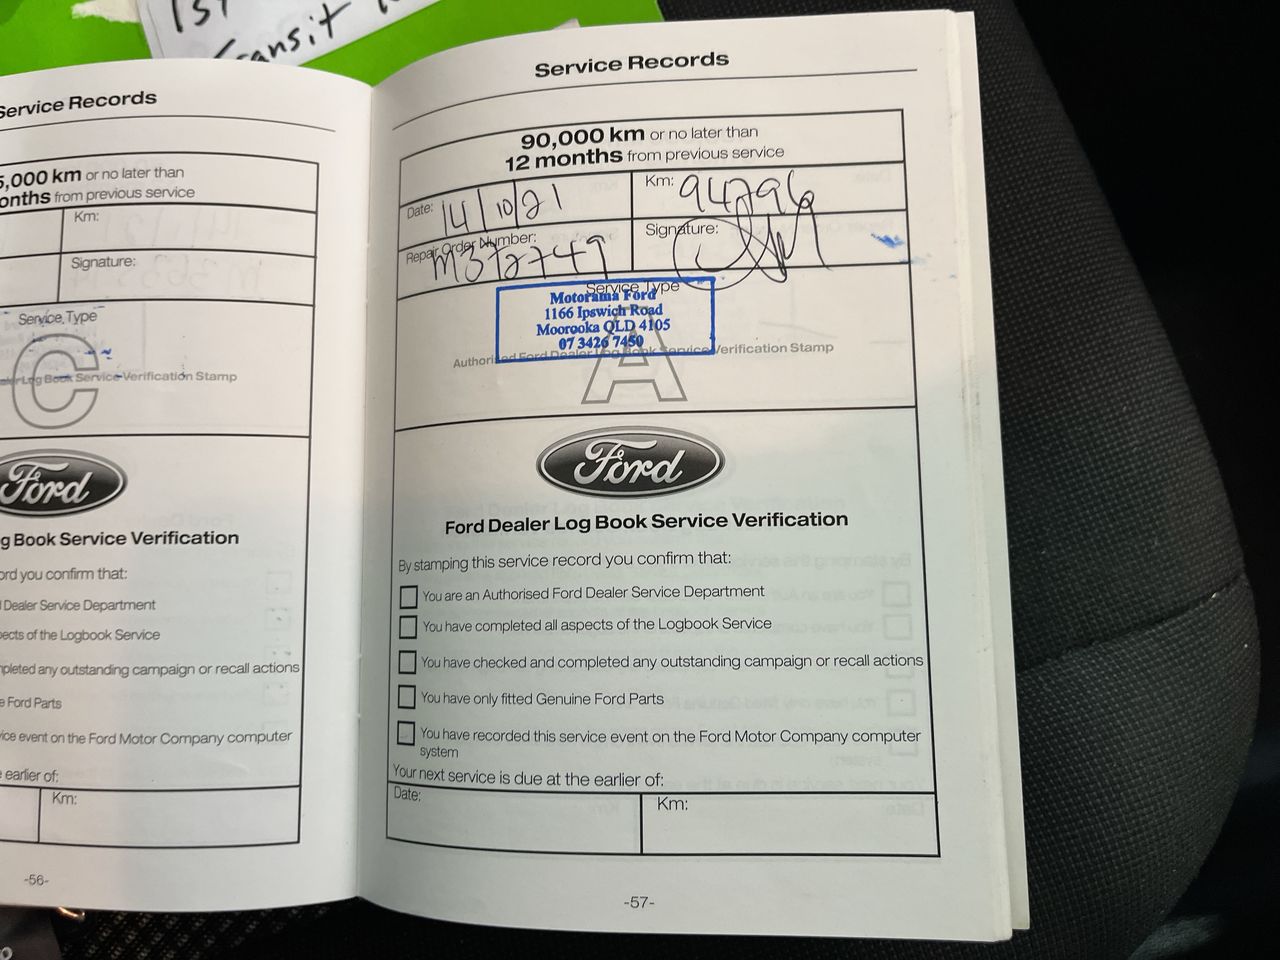 Transit
Service Records
5,000 km or no later than
onths from previous service
Km:
Signature:
Service Type
C
Log Book Service Verification Stamp
Ford
g Book Service Verification
ord you confirm that:
Dealer Service Department
pects of the Logbook Service
mpleted any outstanding campaign or recall actions
e Ford Parts
vice event on the Ford Motor Company computer
e earlier of:
Km:
-56-
Service Records
90,000 km or no later than
12 months from previous service
Date: 14/10/21
Km: 94796
Repair Order Number: M372749
Signature:
Service Type
Motorama Ford
1166 Ipswich Road
Moorooka QLD 4105
07 3426 7450
Authorised Ford Dealer Log Book Service Verification Stamp
A
Ford
Ford Dealer Log Book Service Verification
By stamping this service record you confirm that:
You are an Authorised Ford Dealer Service Department
You have completed all aspects of the Logbook Service
You have checked and completed any outstanding campaign or recall actions
You have only fitted Genuine Ford Parts
You have recorded this service event on the Ford Motor Company computer
system
Your next service is due at the earlier of:
Date:
Km:
-57-